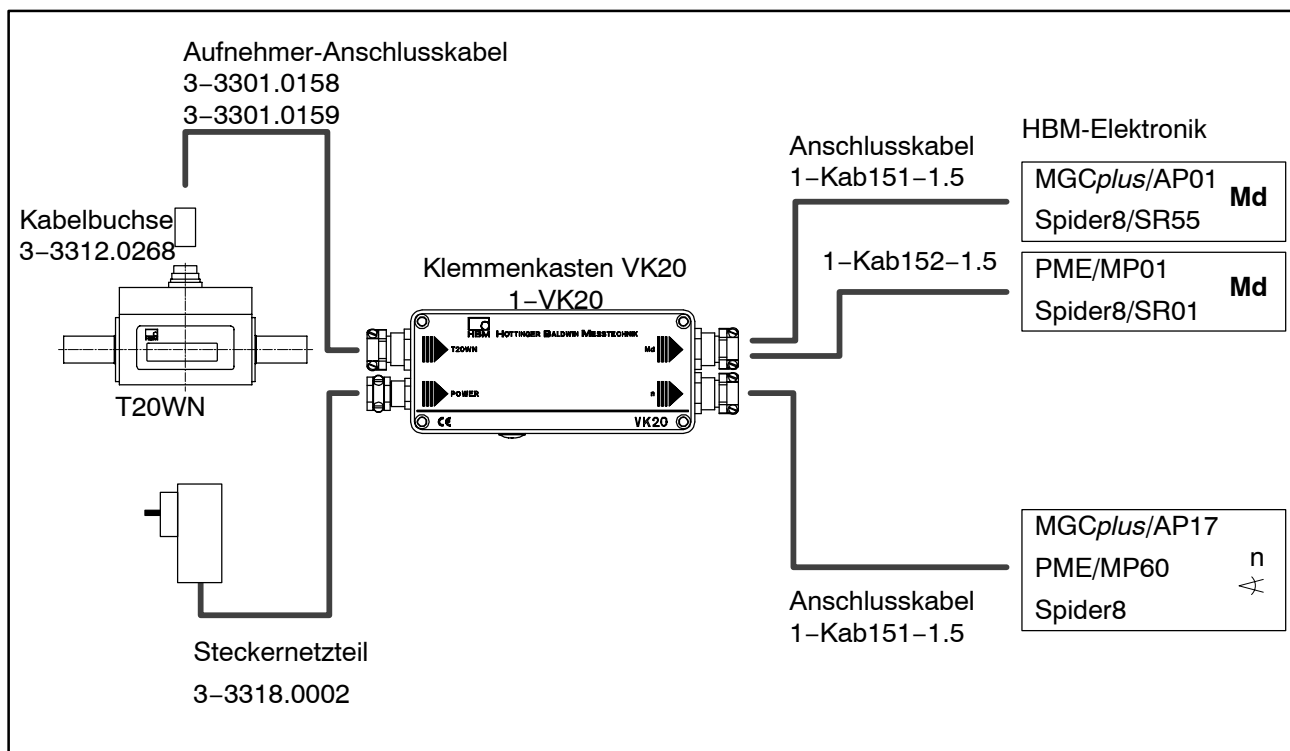 Aufnehmer-Anschlusskabel
3–3301.0158
3–3301.0159
Kabelbuchse
3–3312.0268
T20WN
Steckernetzteil
3–3318.0002
Klemmenkasten VK20
1–VK20
HBM HOTTINGER BALDWIN MESSTECHNIK
T20WN
Md
POWER
n
CE
VK20
Anschlusskabel
1–Kab151–1.5
1–Kab152–1.5
Anschlusskabel
1–Kab151–1.5
HBM-Elektronik
MGCplus/AP01
Md
Spider8/SR55
PME/MP01
Md
Spider8/SR01
MGCplus/AP17
PME/MP60
n
Spider8